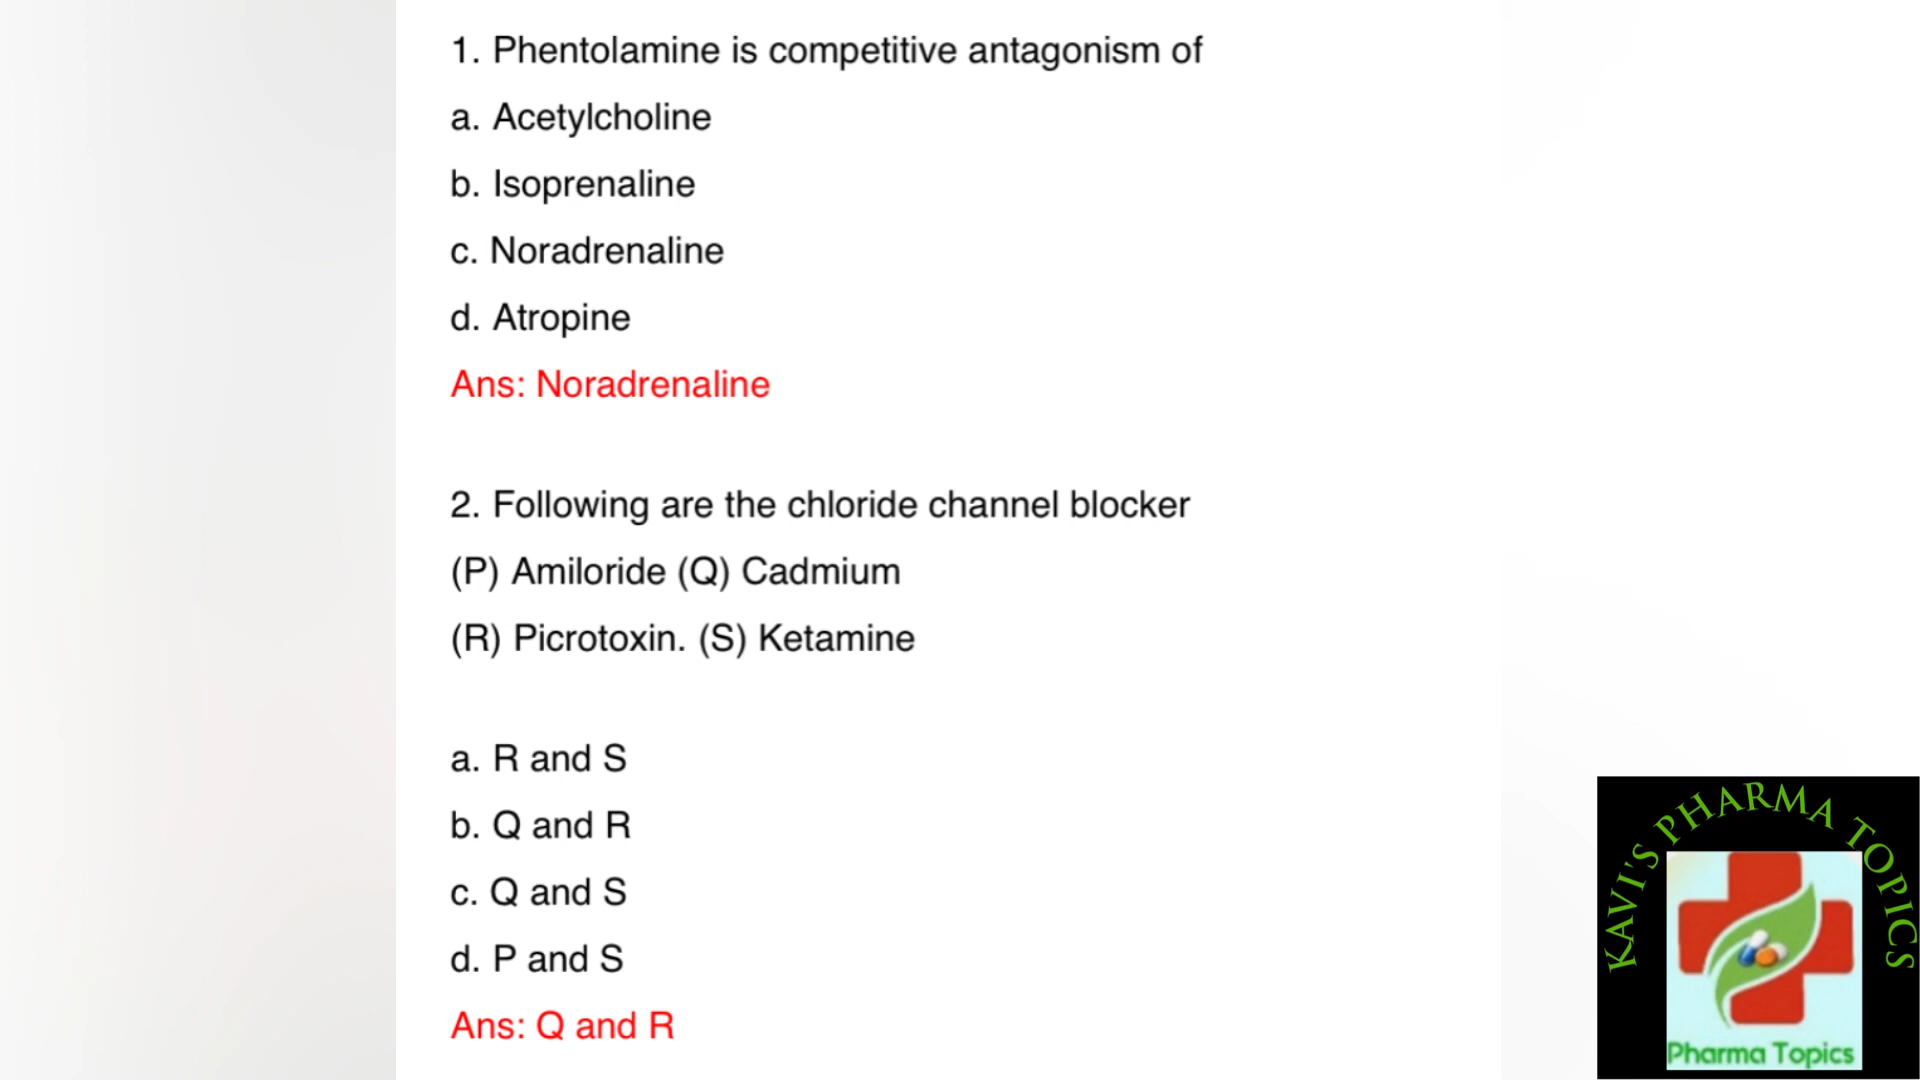 1. Phentolamine is competitive antagonism of
a. Acetylcholine
b. Isoprenaline
c. Noradrenaline
d. Atropine
Ans: Noradrenaline
2. Following are the chloride channel blocker
(P) Amiloride (Q) Cadmium
(R) Picrotoxin. (S) Ketamine
a. R and S
b. Q and R
c. Q and S
d. P and S
Ans: Q and R
KAVI'S PHARMA TOPICS
Pharma Topics